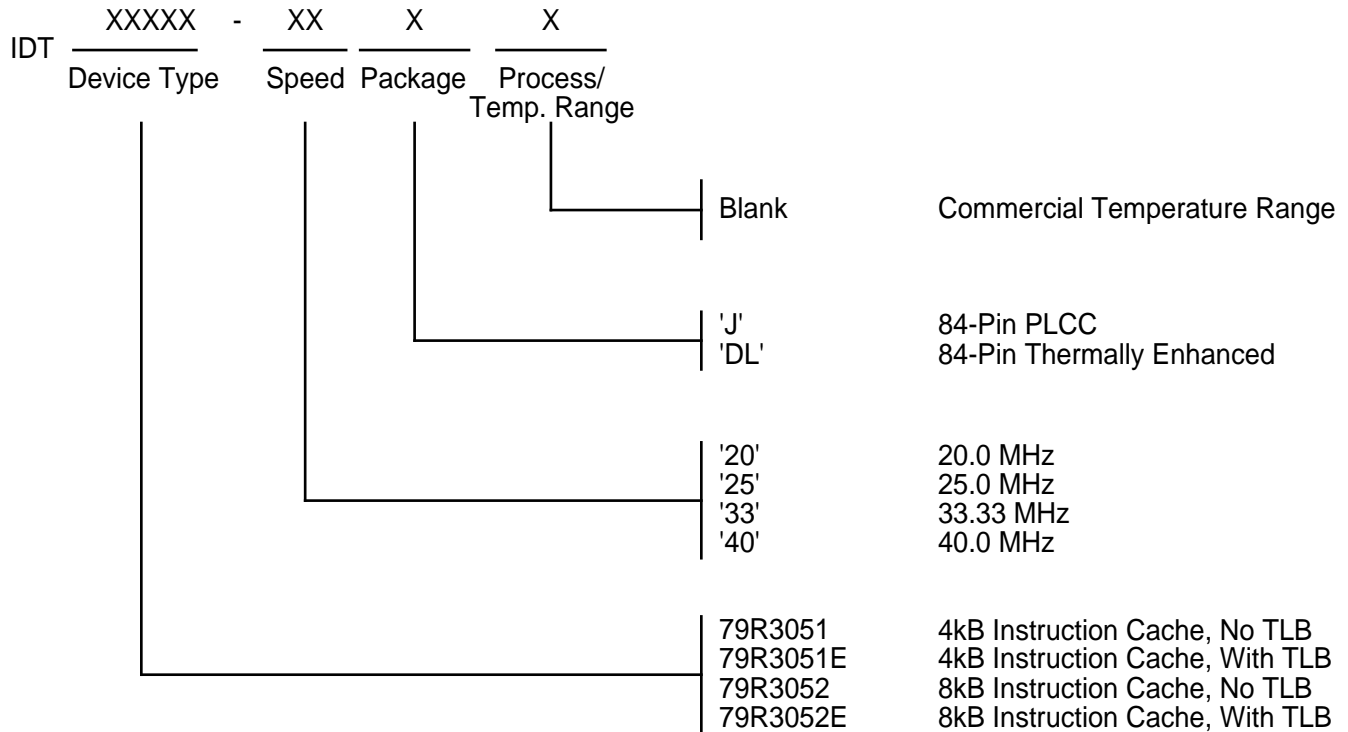 XXXXX - XX X X
IDT
Device Type Speed Package Process/
Temp. Range
Blank Commercial Temperature Range
'J' 84-Pin PLCC
'DL' 84-Pin Thermally Enhanced
'20' 20.0 MHz
'25' 25.0 MHz
'33' 33.33 MHz
'40' 40.0 MHz
79R3051 4kB Instruction Cache, No TLB
79R3051E 4kB Instruction Cache, With TLB
79R3052 8kB Instruction Cache, No TLB
79R3052E 8kB Instruction Cache, With TLB